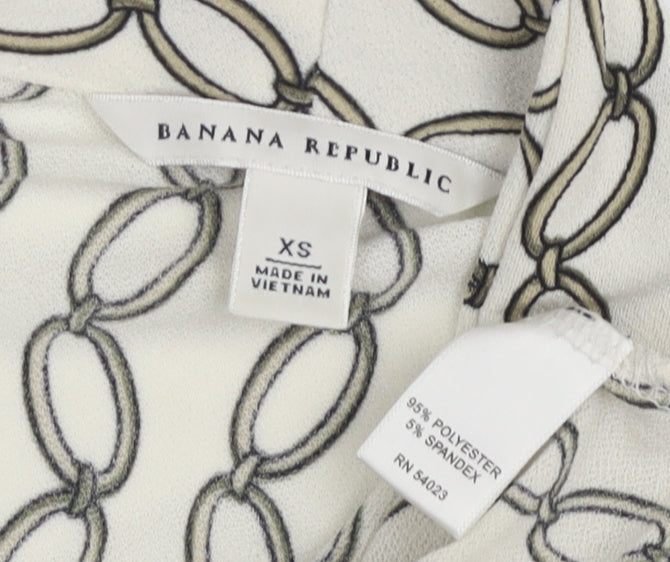 BANANA REPUBLIC
XS
MADE IN
VIETNAM
95% POLYESTER
5% SPANDEX
RN 54023